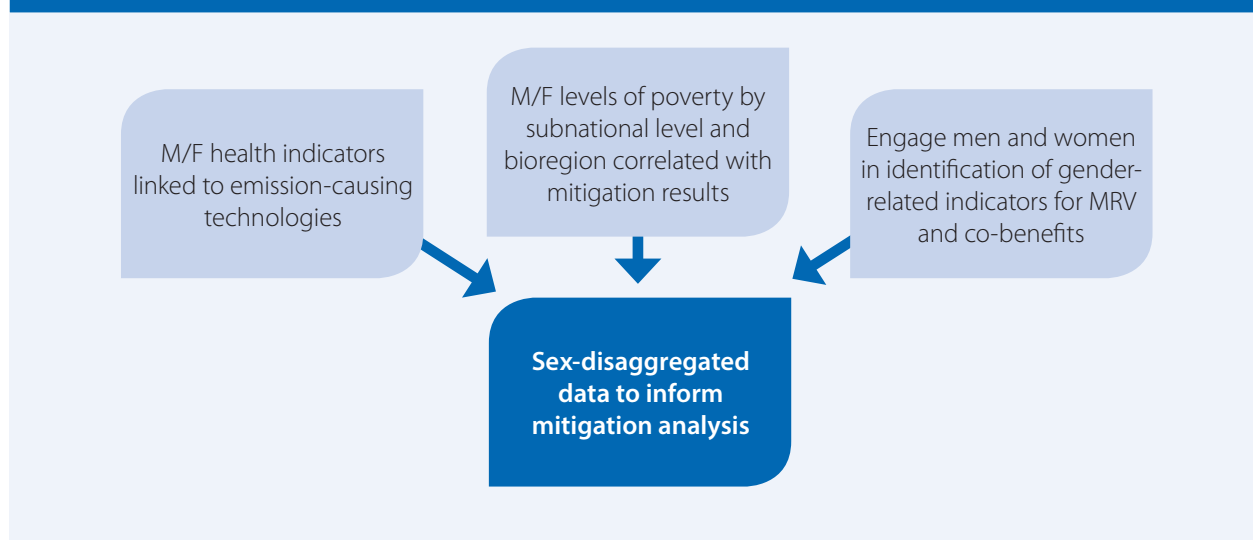 M/F health indicators
linked to emission-causing
technologies
M/F levels of poverty by
subnational level and
bioregion correlated with
mitigation results
Engage men and women
in identification of gender-
related indicators for MRV
and co-benefits
Sex-disaggregated
data to inform
mitigation analysis